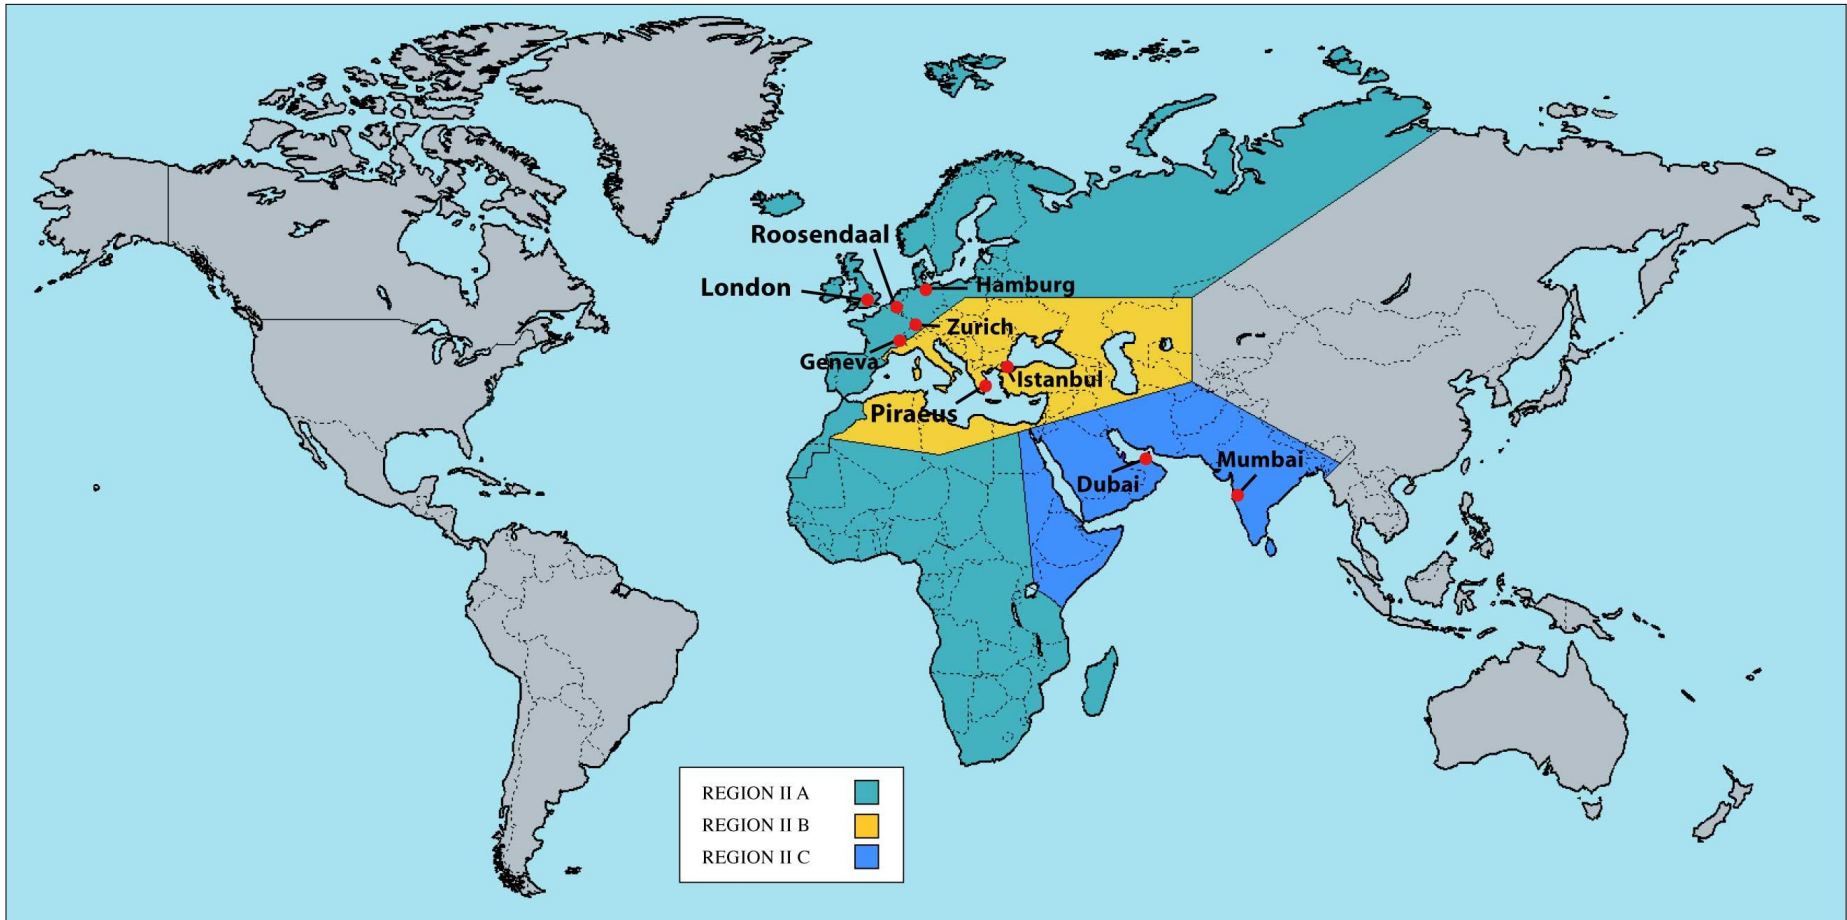 Roosendaal
London
Hamburg
Zurich
Geneva
Istanbul
Piraeus
Mumbai
Dubai
REGION II A
REGION II B
REGION II C